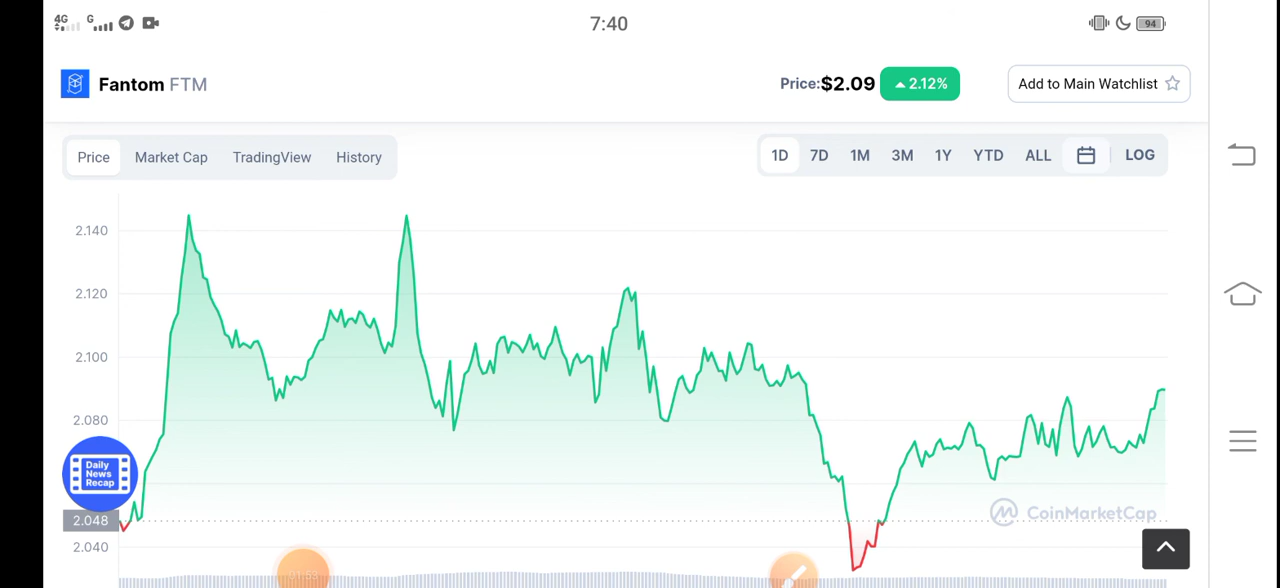 4G G 7:40 94
Fantom FTM Price:$2.09 2.12% Add to Main Watchlist
Price Market Cap TradingView History 1D 7D 1M 3M 1Y YTD ALL LOG
2.140
2.120
2.100
2.080
Daily
News
Recap
2.048 CoinMarketCap
2.040